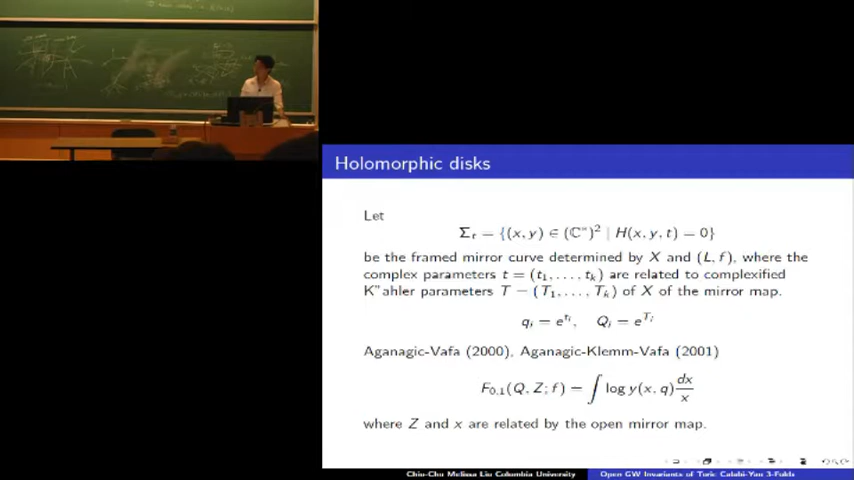 Holomorphic disks
Let
Σ_t = {(x, y) ∈ (ℂ*)² | H(x, y, t) = 0}
be the framed mirror curve determined by X and (L, f), where the
complex parameters t = (t₁, . . . , t_k) are related to complexified
K"ahler parameters T = (T₁, . . . , T_k) of X of the mirror map.
q_i = e^{t_i}, Q_i = e^{T_i}
Aganagic-Vafa (2000), Aganagic-Klemm-Vafa (2001)
F_{0,1}(Q, Z; f) = ∫ log y(x, q) dx/x
where Z and x are related by the open mirror map.
Chiu-Chu Melissa Liu Columbia University Open GW Invariants of Toric Calabi-Yau 3-Folds